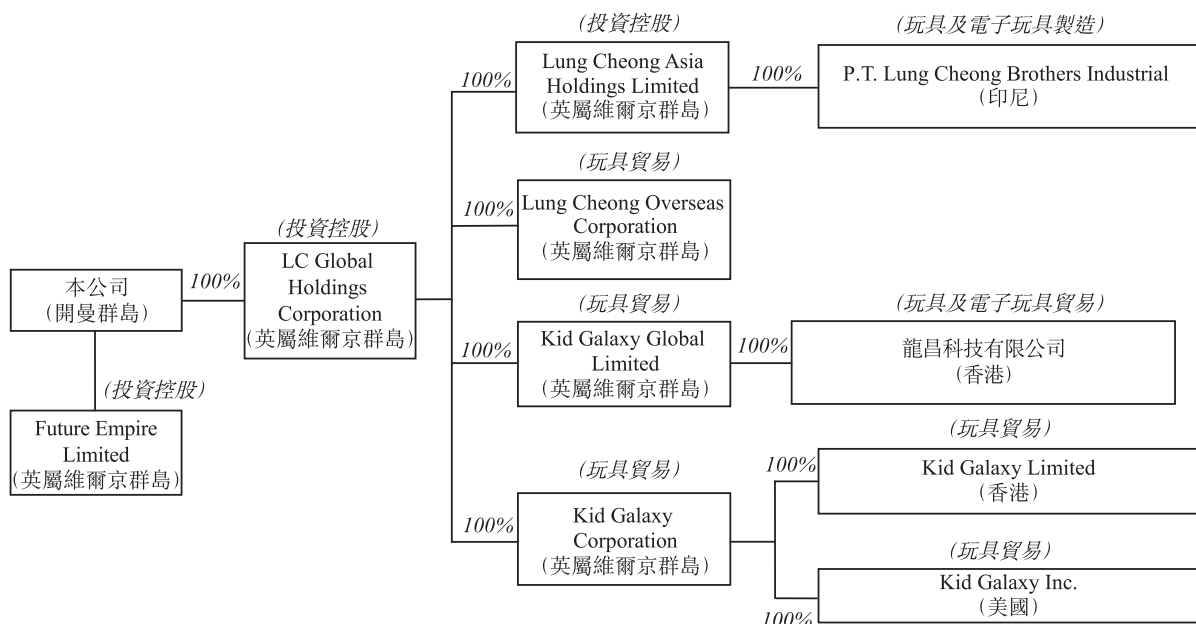 (投資控股)
Lung Cheong Asia
Holdings Limited
(英屬維爾京群島)
100%
100%
(玩具及電子玩具製造)
P.T. Lung Cheong Brothers Industrial
(印尼)
(玩具貿易)
100%
Lung Cheong Overseas
Corporation
(英屬維爾京群島)
本公司
(開曼群島)
100%
(投資控股)
LC Global
Holdings
Corporation
(英屬維爾京群島)
(玩具貿易)
100%
Kid Galaxy Global
Limited
(英屬維爾京群島)
100%
(玩具及電子玩具貿易)
龍昌科技有限公司
(香港)
(投資控股)
Future Empire
Limited
(英屬維爾京群島)
(玩具貿易)
100%
Kid Galaxy
Corporation
(英屬維爾京群島)
100%
(玩具貿易)
Kid Galaxy Limited
(香港)
(玩具貿易)
Kid Galaxy Inc.
(美國)
100%